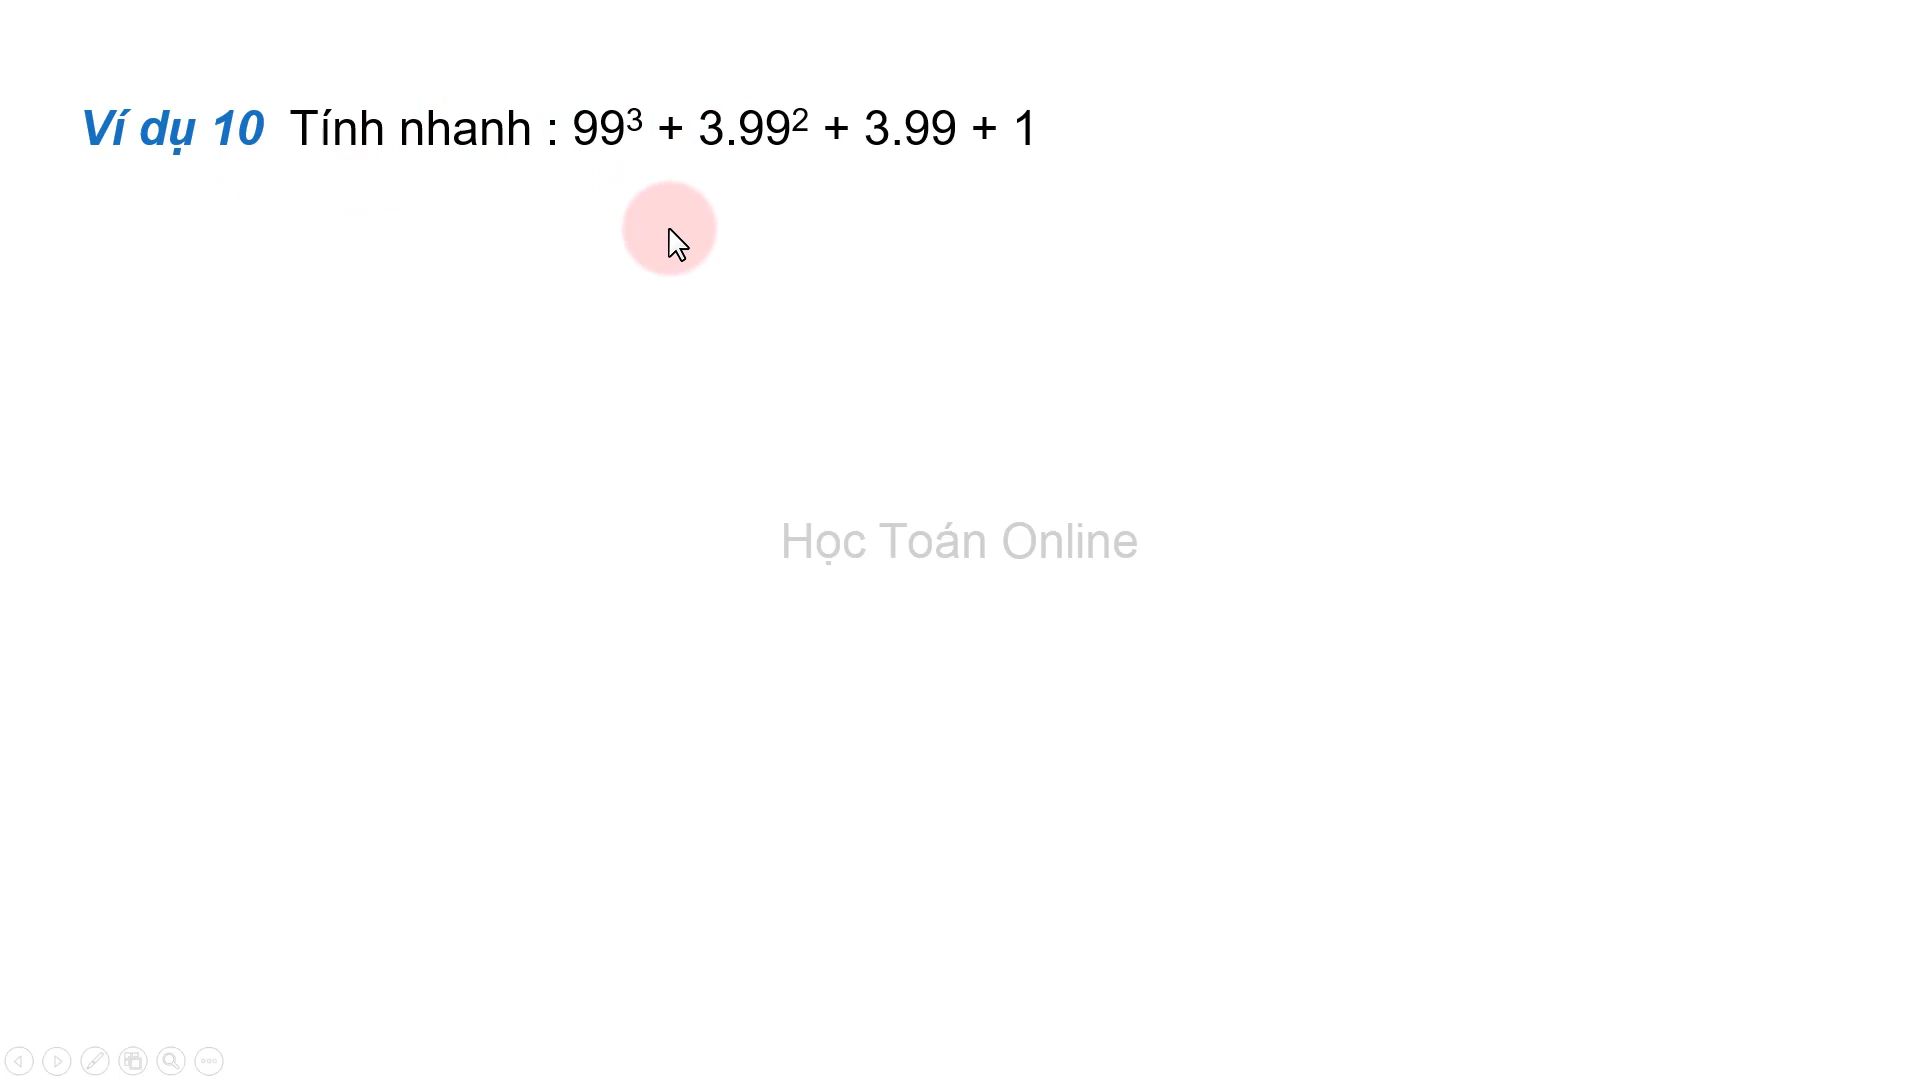 Ví dụ 10 Tính nhanh : 99³ + 3.99² + 3.99 + 1
Học Toán Online